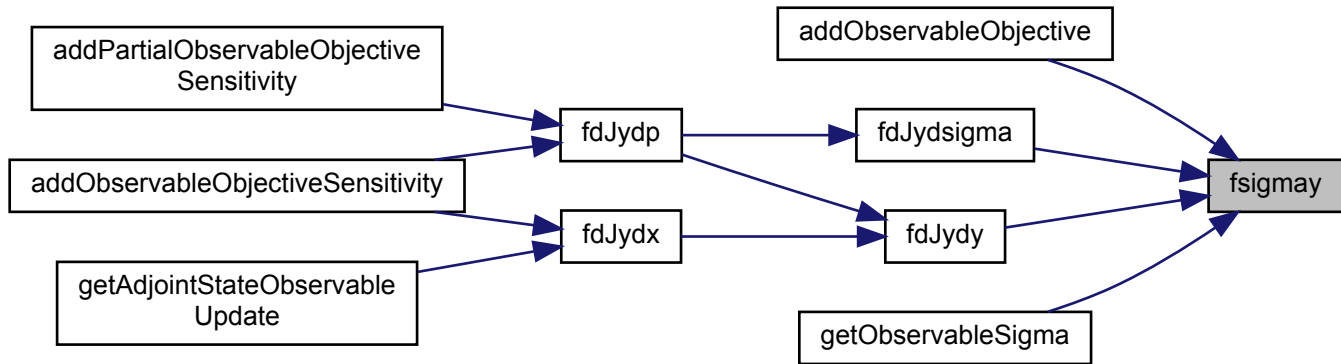 addPartialObservableObjective
Sensitivity
addObservableObjectiveSensitivity
getAdjointStateObservable
Update
fdJydp
fdJydx
addObservableObjective
fdJydsigma
fdJydy
getObservableSigma
fsigmay